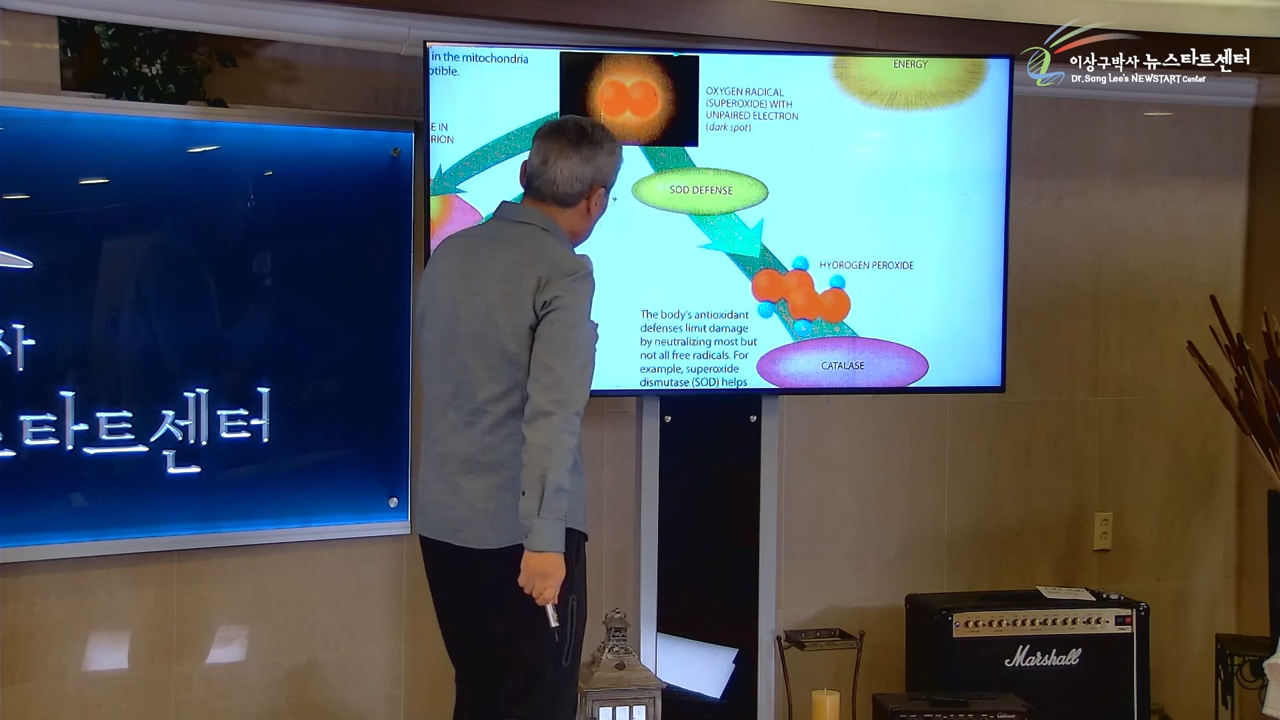 이상구박사 뉴스타트센터
Dr. Sang Lee's NEWSTART Center
in the mitochondria
ptible.
E IN
RION
OXYGEN RADICAL
(SUPEROXIDE) WITH
UNPAIRED ELECTRON
(dark spot)
ENERGY
SOD DEFENSE
HYDROGEN PEROXIDE
The body's antioxidant
defenses limit damage
by neutralizing most but
not all free radicals. For
example, superoxide
dismutase (SOD) helps
CATALASE
사
스타트센터
Marshall